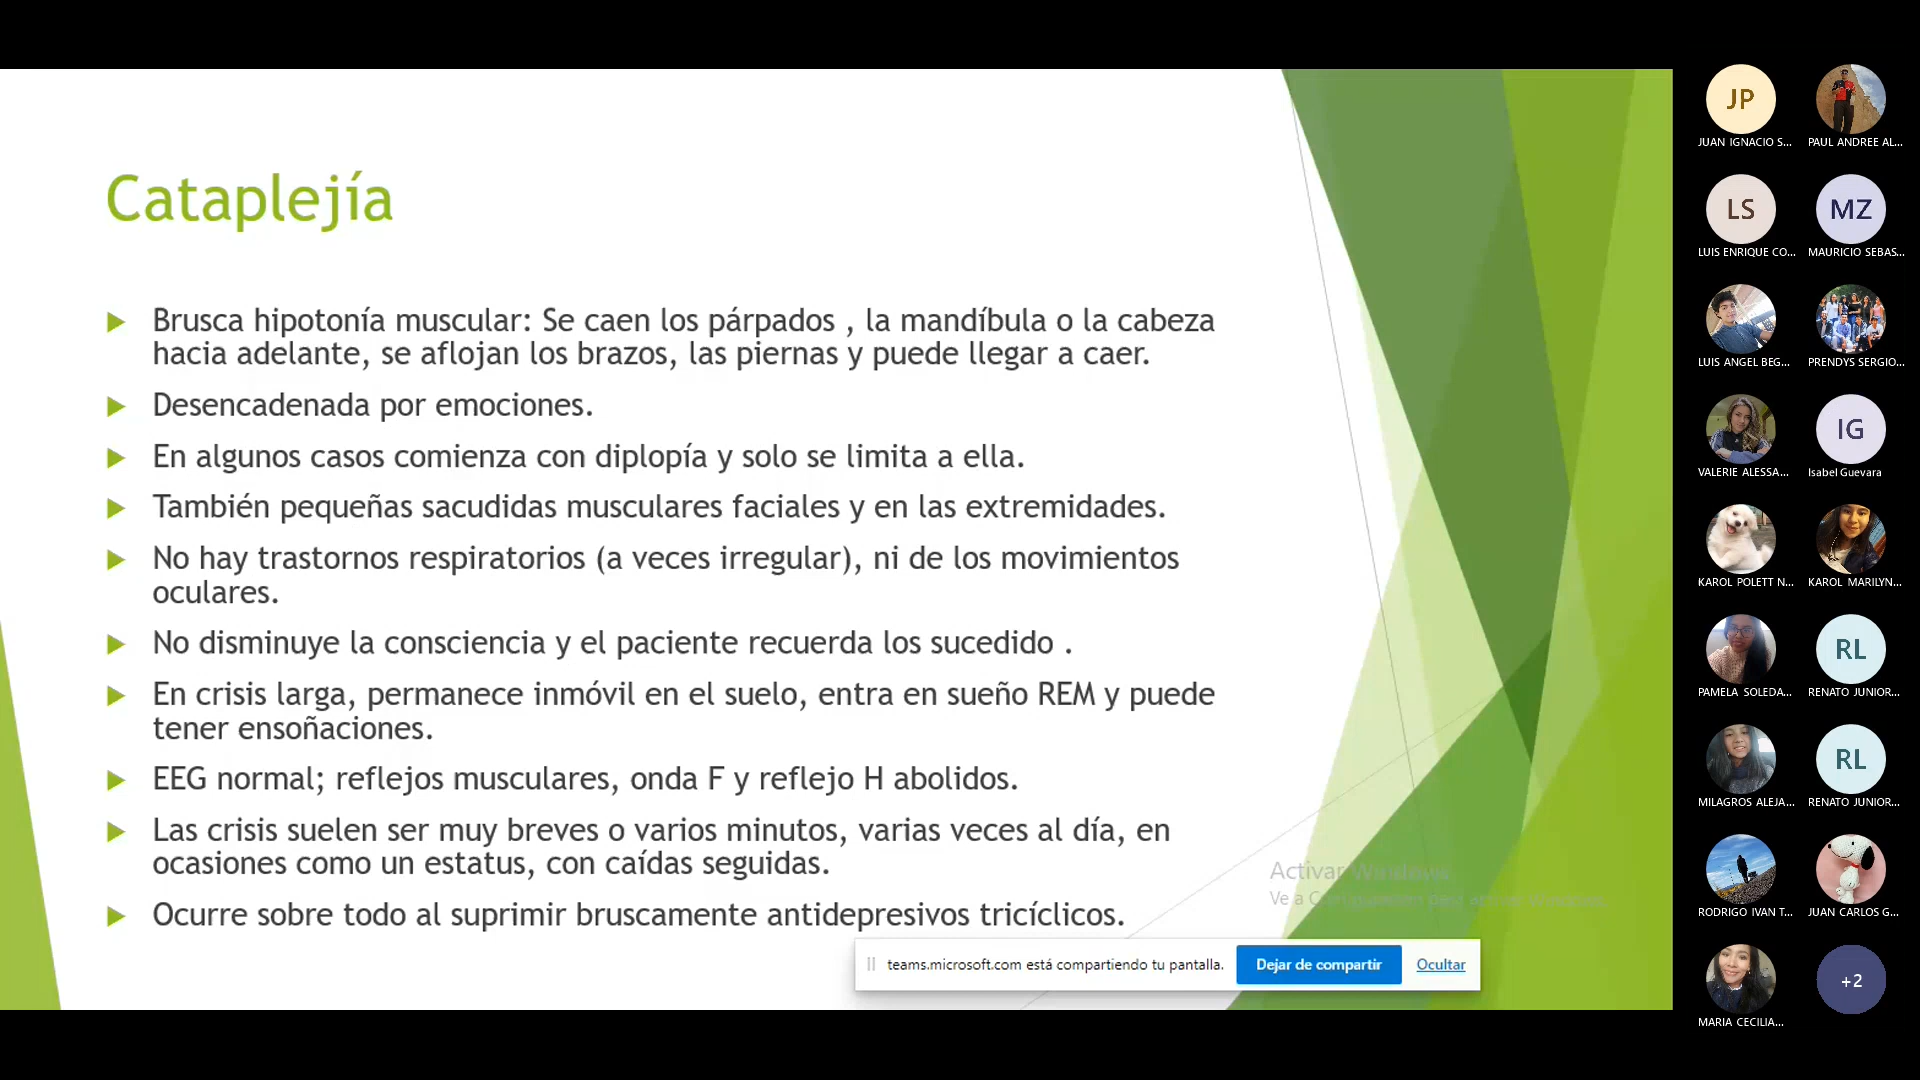 Cataplejía
Brusca hipotonía muscular: Se caen los párpados , la mandíbula o la cabeza
hacia adelante, se aflojan los brazos, las piernas y puede llegar a caer.
Desencadenada por emociones.
En algunos casos comienza con diplopía y solo se limita a ella.
También pequeñas sacudidas musculares faciales y en las extremidades.
No hay trastornos respiratorios (a veces irregular), ni de los movimientos
oculares.
No disminuye la consciencia y el paciente recuerda los sucedido .
En crisis larga, permanece inmóvil en el suelo, entra en sueño REM y puede
tener ensoñaciones.
EEG normal; reflejos musculares, onda F y reflejo H abolidos.
Las crisis suelen ser muy breves o varios minutos, varias veces al día, en
ocasiones como un estatus, con caídas seguidas.
Ocurre sobre todo al suprimir bruscamente antidepresivos tricíclicos.
Activar Windows
Ve a Configuración para activar Windows.
teams.microsoft.com está compartiendo tu pantalla.
Dejar de compartir
Ocultar
JP
JUAN IGNACIO S...
PAUL ANDREE AL...
LS
LUIS ENRIQUE CO...
MZ
MAURICIO SEBAS...
LUIS ANGEL BEG...
PRENDYS SERGIO...
VALERIE ALESSA...
IG
Isabel Guevara
KAROL POLETT N...
KAROL MARILYN...
PAMELA SOLEDA...
RL
RENATO JUNIOR...
MILAGROS ALEJA...
RL
RENATO JUNIOR...
RODRIGO IVAN T...
JUAN CARLOS G...
MARIA CECILIA...
+2